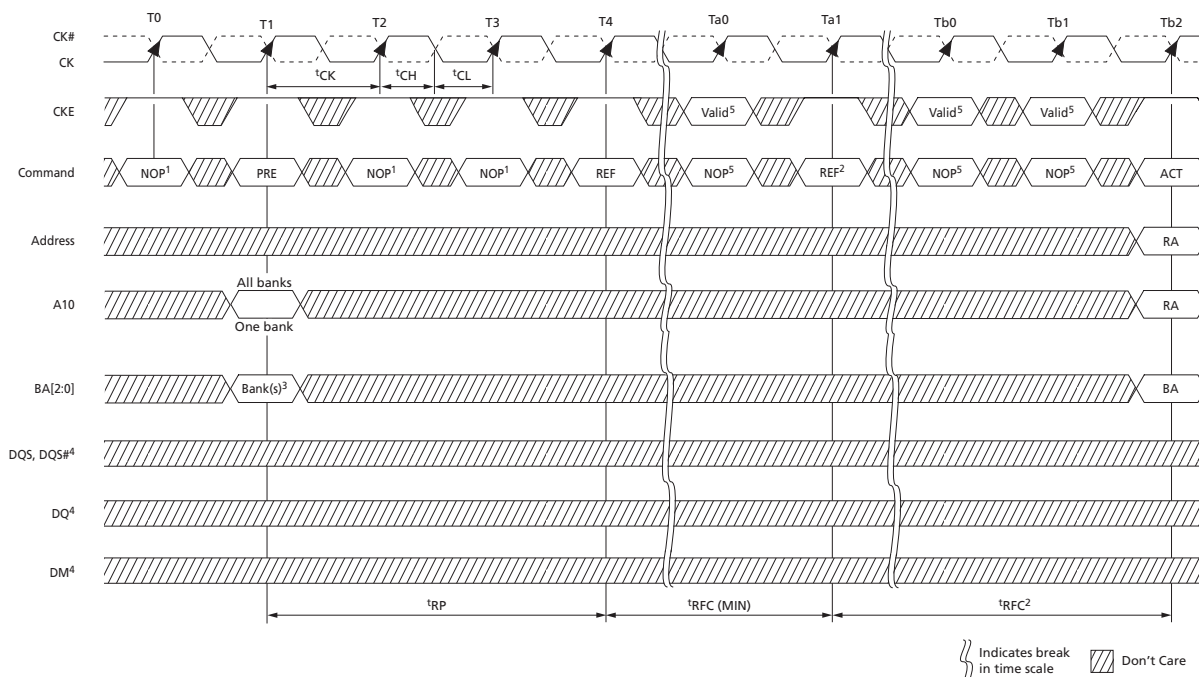 T0 T1 T2 T3 T4 Ta0 Ta1 Tb0 Tb1 Tb2
CK#
CK
tCK tCH tCL
CKE Valid5 Valid5 Valid5
Command NOP1 PRE NOP1 NOP1 REF NOP5 REF2 NOP5 NOP5 ACT
Address RA
All banks
A10 RA
One bank
BA[2:0] Bank(s)3 BA
DQS, DQS#4
DQ4
DM4
tRP tRFC (MIN) tRFC2
Indicates break
in time scale
Don't Care